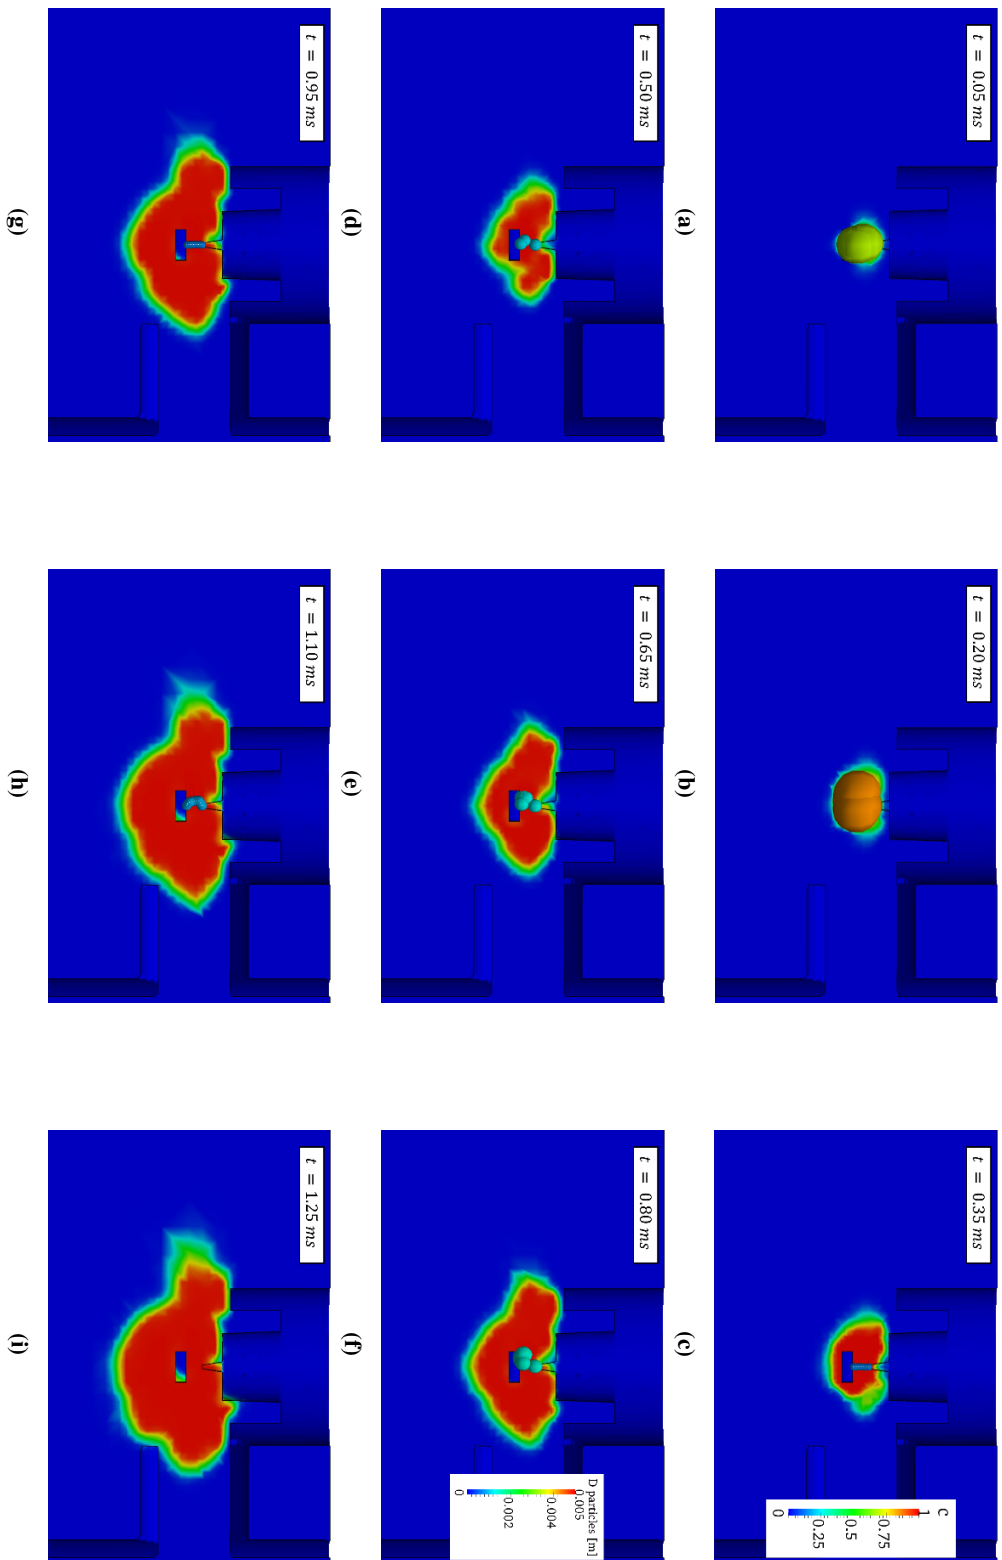 t = 0.05 ms
(a)
t = 0.20 ms
(b)
t = 0.35 ms
c
1
0.75
0.5
0.25
0
(c)
t = 0.50 ms
(d)
t = 0.65 ms
(e)
t = 0.80 ms
D particles [m]
0.005
0.004
0.002
0
(f)
t = 0.95 ms
(g)
t = 1.10 ms
(h)
t = 1.25 ms
(i)